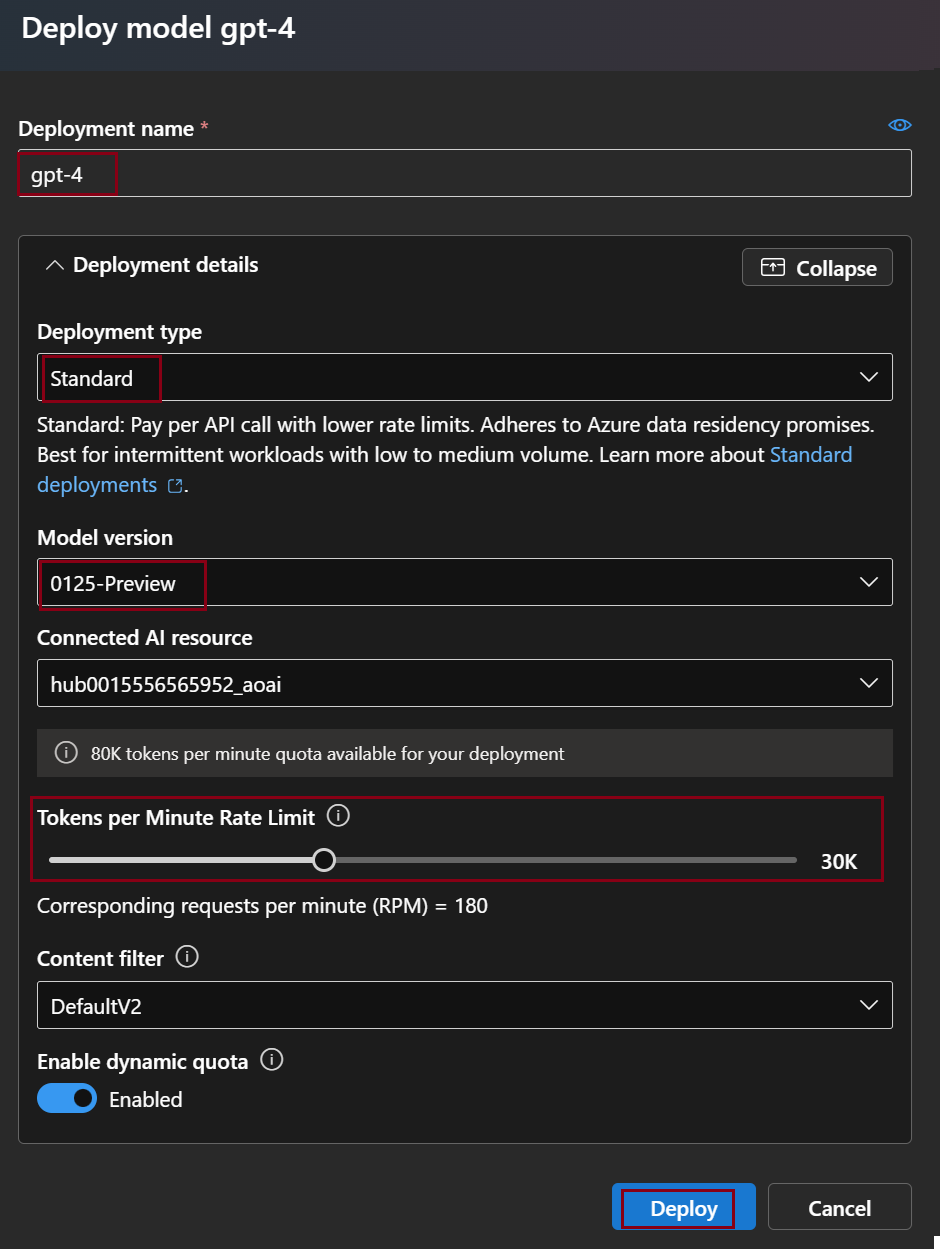 Deploy model gpt-4
Deployment name *
gpt-4
Deployment details
Collapse
Deployment type
Standard
Standard: Pay per API call with lower rate limits. Adheres to Azure data residency promises.
Best for intermittent workloads with low to medium volume. Learn more about Standard
deployments .
Model version
0125-Preview
Connected AI resource
hub0015556565952_aoai
80K tokens per minute quota available for your deployment
Tokens per Minute Rate Limit
30K
Corresponding requests per minute (RPM) = 180
Content filter
DefaultV2
Enable dynamic quota
Enabled
Deploy
Cancel